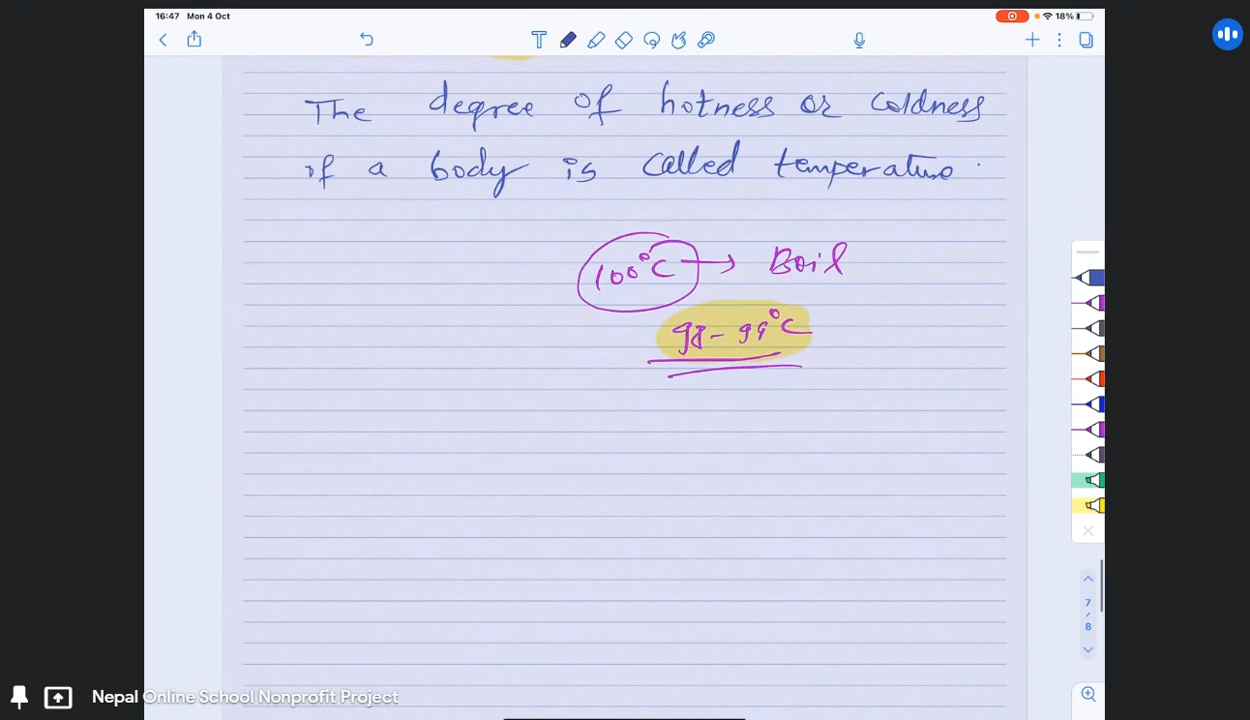 16:47 Mon 4 Oct
18%
The degree of hotness or coldness
of a body is called temperature.
100°C → Boil
98 - 99°C
7
/
8
Nepal Online School Nonprofit Project